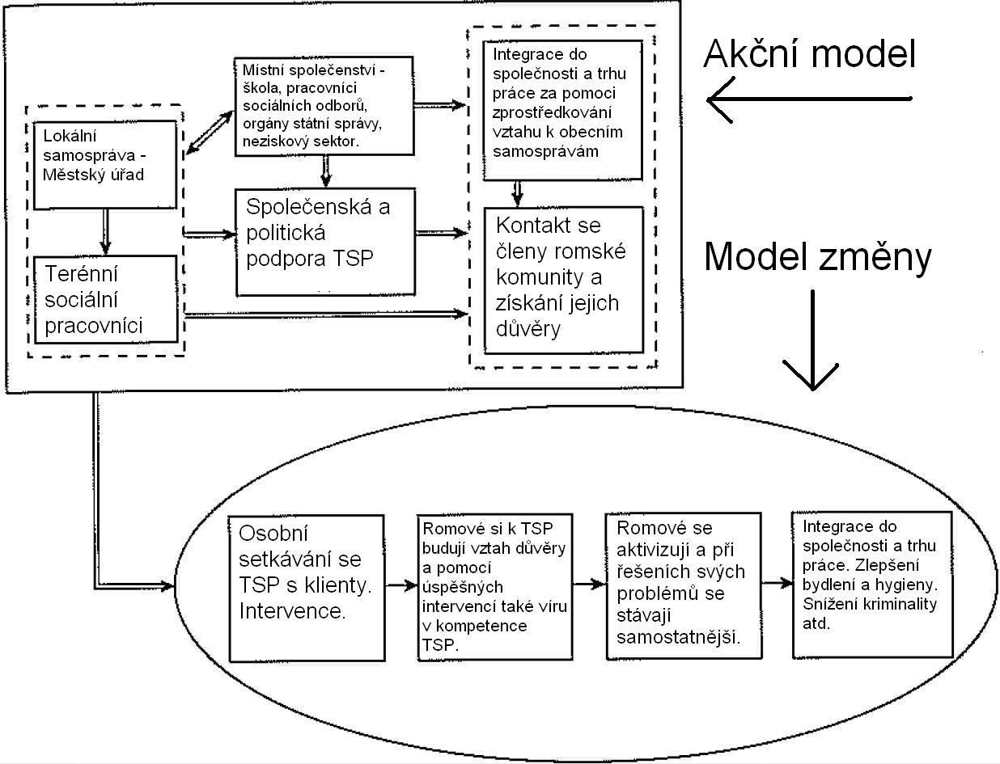 Akční model
Místní společenství -
škola, pracovníci
sociálních odborů,
orgány státní správy,
neziskový sektor.
Integrace do
společnosti a trhu
práce za pomoci
zprostředkování
vztahu k obecním
samosprávám
Lokální
samospráva -
Městský úřad
Společenská a
politická
podpora TSP
Kontakt se
členy romské
komunity a
získání jejich
důvěry
Terénní
sociální
pracovníci
Model změny
Osobní
setkávání se
TSP s klienty.
Intervence.
Romové si k TSP
budují vztah důvěry
a pomocí
úspěšných
intervencí také víru
v kompetence
TSP.
Romové se
aktivizují a při
řešeních svých
problémů se
stávají
samostatnější.
Integrace do
společnosti a trhu
práce. Zlepšení
bydlení a hygieny.
Snížení kriminality
atd.